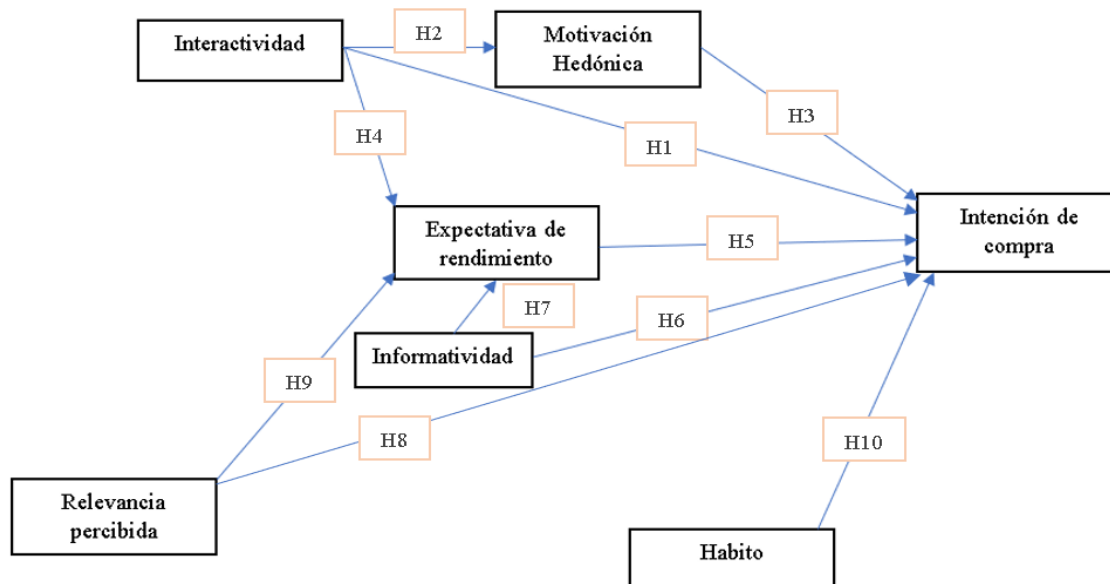 Interactividad
H2
Motivación
Hedónica
H4
H1
H3
Expectativa de
rendimiento
H5
Intención de
compra
H7
Informatividad
H6
H9
H8
H10
Relevancia
percibida
Habito